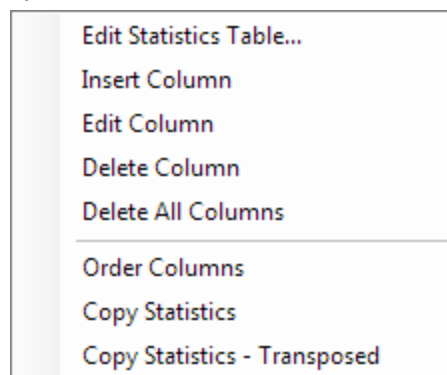 Edit Statistics Table...
Insert Column
Edit Column
Delete Column
Delete All Columns
Order Columns
Copy Statistics
Copy Statistics - Transposed